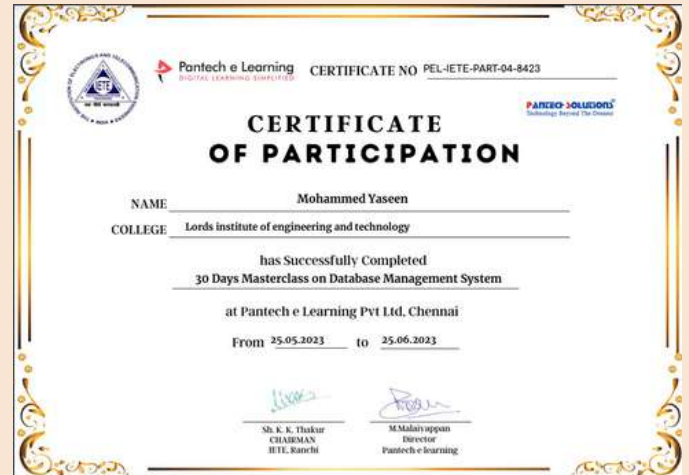 IETE
Pantech e Learning
DIGITAL LEARNING SIMPLIFIED
CERTIFICATE NO PEL-IETE-PART-04-8423
PANTECH SOLUTIONS
Technology Beyond The Dreams
CERTIFICATE
OF PARTICIPATION
NAME Mohammed Yaseen
COLLEGE Lords institute of engineering and technology
has Successfully Completed
30 Days Masterclass on Database Management System
at Pantech e Learning Pvt Ltd, Chennai
From 25.05.2023 to 25.06.2023
Sh. K. K. Thakur
CHAIRMAN
IETE, Ranchi
M.Malaiyappan
Director
Pantech e learning